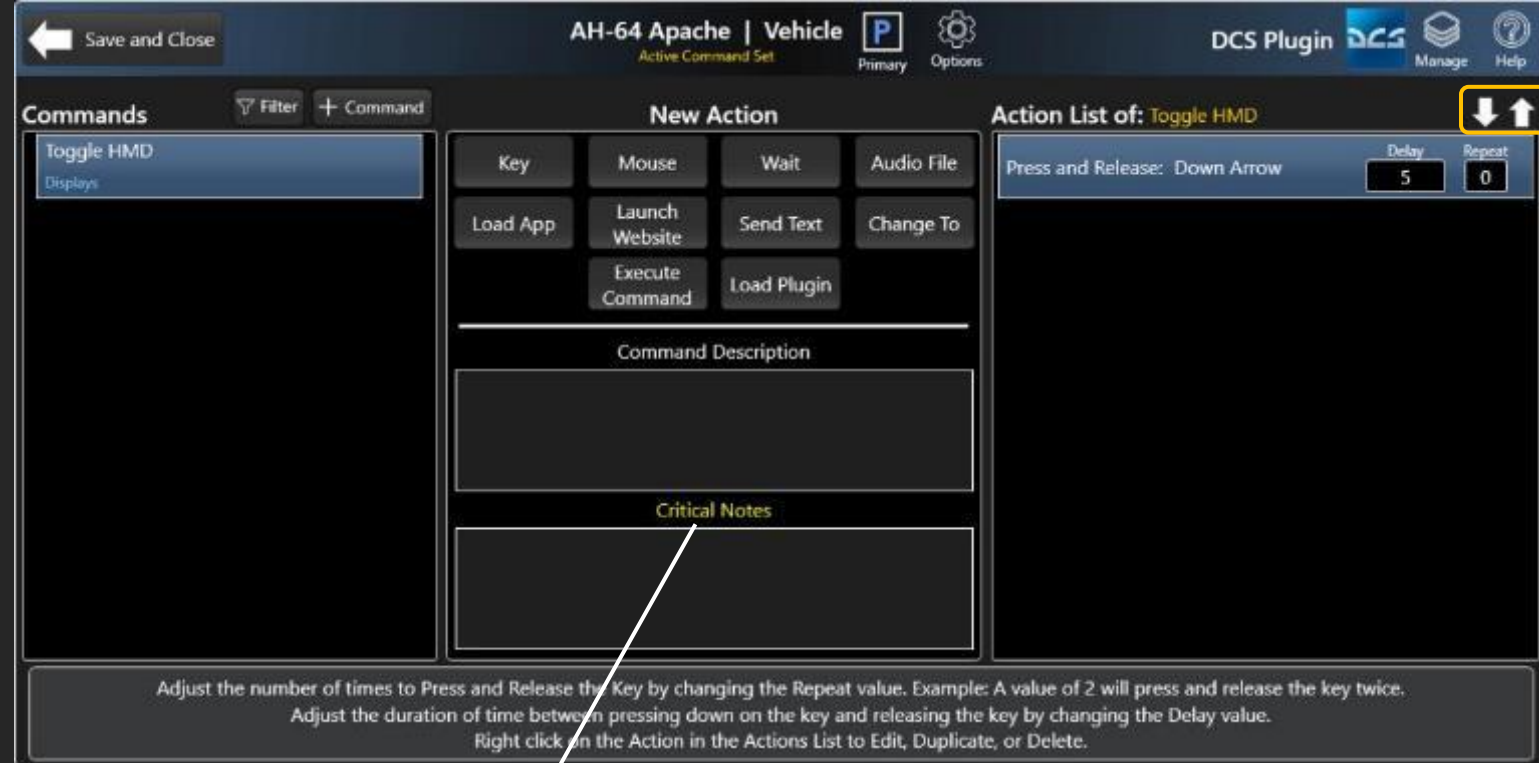 Save and Close
AH-64 Apache | Vehicle
Active Command Set
P
Primary
Options
DCS Plugin
DCS
Manage
Help
Commands
Filter
+ Command
New Action
Action List of: Toggle HMD
Toggle HMD
Displays
Key
Mouse
Wait
Audio File
Load App
Launch
Website
Send Text
Change To
Execute
Command
Load Plugin
Press and Release: Down Arrow
Delay
5
Repeat
0
Command Description
Critical Notes
Adjust the number of times to Press and Release the Key by changing the Repeat value. Example: A value of 2 will press and release the key twice.
Adjust the duration of time between pressing down on the key and releasing the key by changing the Delay value.
Right click on the Action in the Actions List to Edit, Duplicate, or Delete.